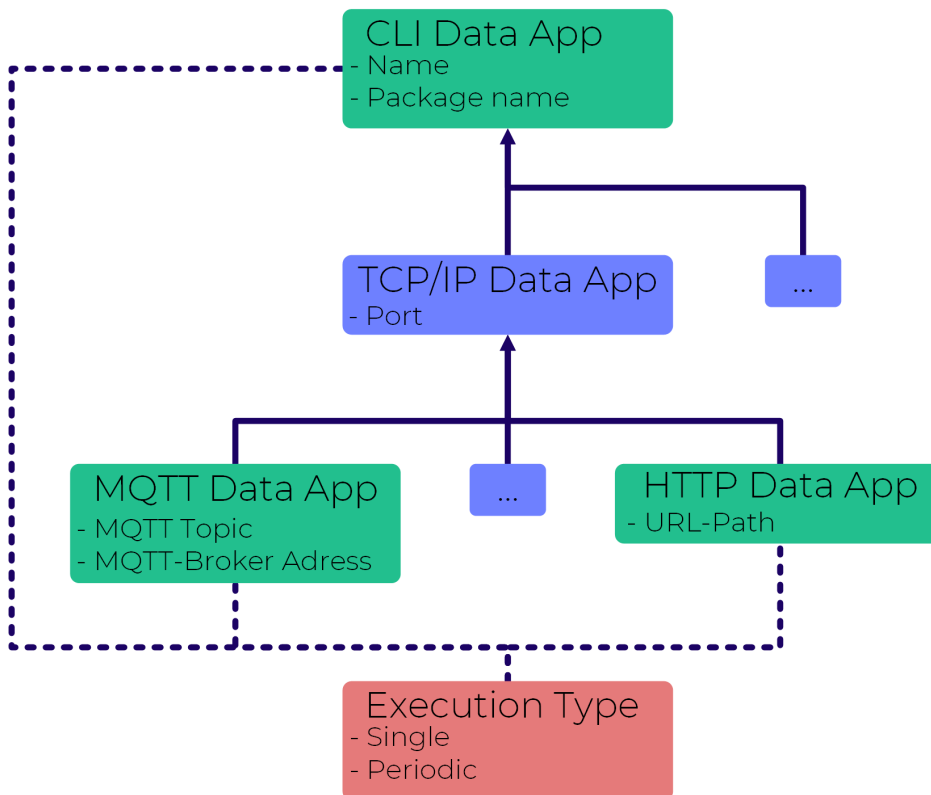 CLI Data App
- Name
- Package name
TCP/IP Data App
- Port
...
MQTT Data App
- MQTT Topic
- MQTT-Broker Adress
...
HTTP Data App
- URL-Path
Execution Type
- Single
- Periodic